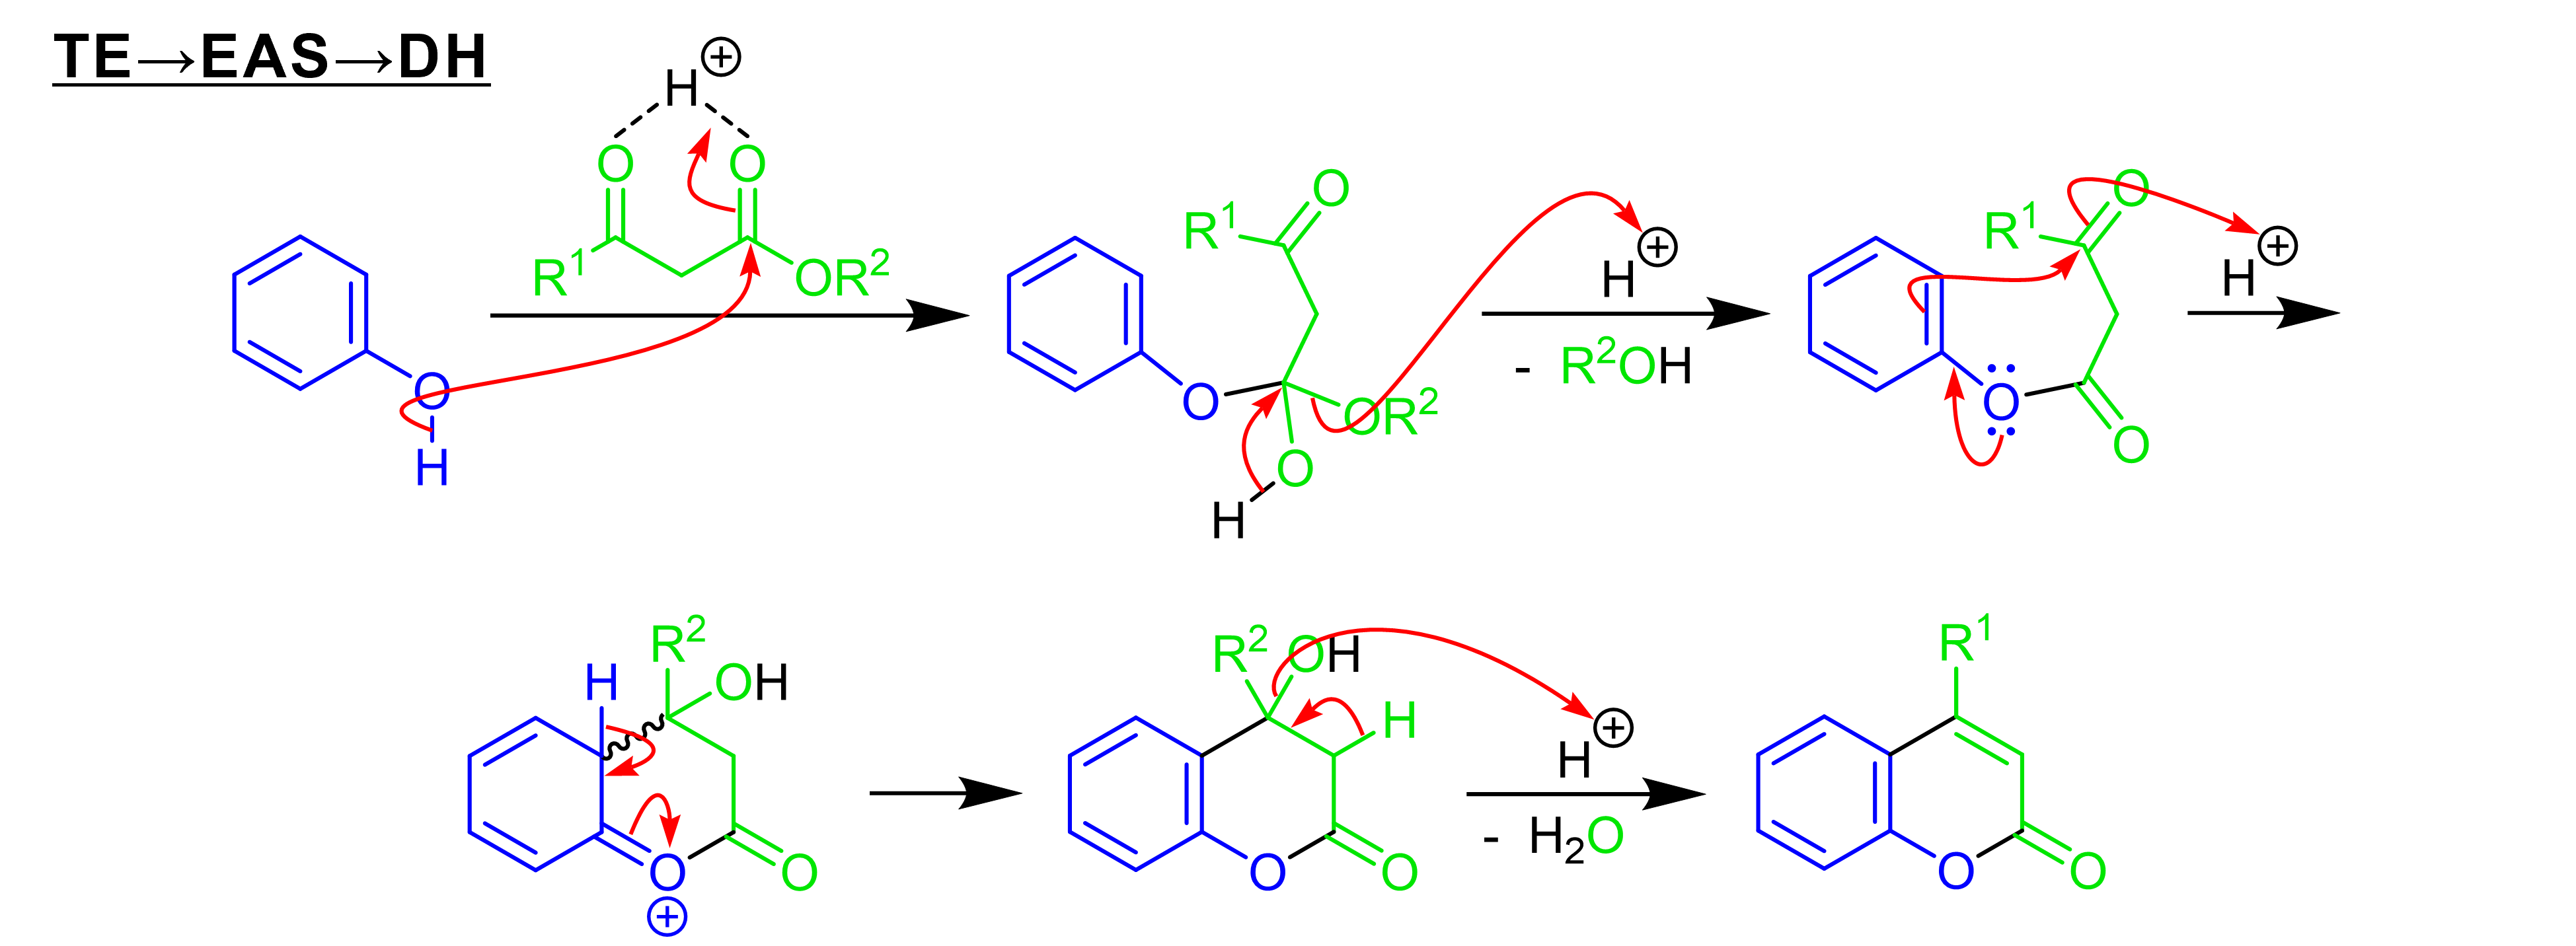 TE→EAS→DH
H ⊕
O O
R¹ OR²
O
H
R¹ O
O OR²
O
H
H ⊕
- R²OH
R¹ O
O
O
H ⊕
R²
H OH
O O
⊕
R² OH
H
O O
H ⊕
- H₂O
R¹
O O